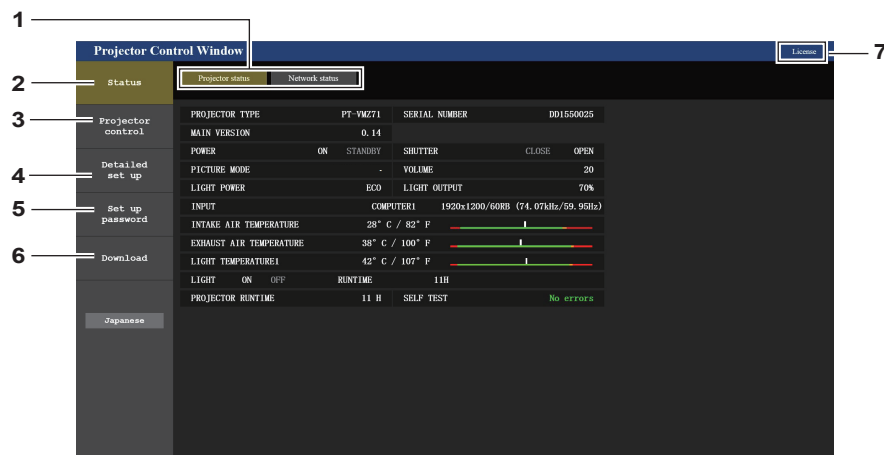 1
Projector Control Window
License
7
Projector status Network status
2
Status
3
Projector
control
4
Detailed
set up
5
Set up
password
6
Download
Japanese
PROJECTOR TYPE PT-VMZ71 SERIAL NUMBER DD1550025
MAIN VERSION 0.14
POWER ON STANDBY SHUTTER CLOSE OPEN
PICTURE MODE - VOLUME 20
LIGHT POWER ECO LIGHT OUTPUT 70%
INPUT COMPUTER1 1920x1200/60RB (74.07kHz/59.95Hz)
INTAKE AIR TEMPERATURE 28° C / 82° F
EXHAUST AIR TEMPERATURE 38° C / 100° F
LIGHT TEMPERATURE1 42° C / 107° F
LIGHT ON OFF RUNTIME 11H
PROJECTOR RUNTIME 11 H SELF TEST No errors